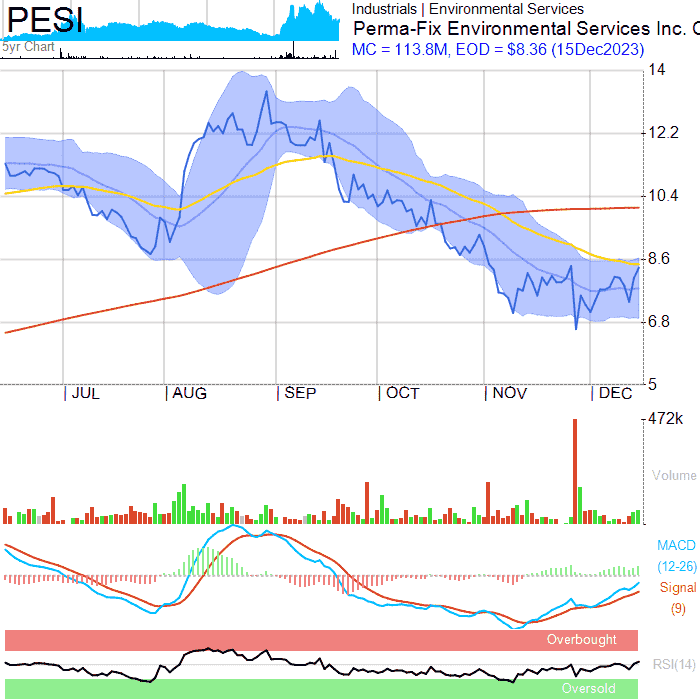 PESI
5yr Chart
Industrials | Environmental Services
Perma-Fix Environmental Services Inc. C
MC = 113.8M, EOD = $8.36 (15Dec2023)
14
12.2
10.4
8.6
6.8
5
JUL AUG SEP OCT NOV DEC
472k
Volume
MACD
(12-26)
Signal
(9)
Overbought
RSI(14)
Oversold